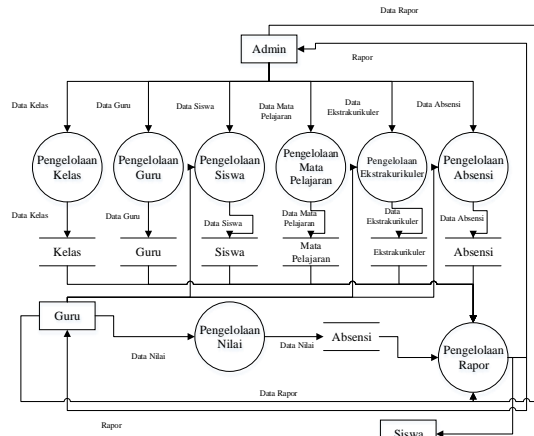 Data Rapor
Admin
Rapor
Data Kelas
Data Guru
Data Siswa
Data Mata
Pelajaran
Data
Ekstrakurikuler
Data Absensi
Pengelolaan
Kelas
Pengelolaan
Guru
Pengelolaan
Siswa
Pengelolaan
Mata
Pelajaran
Pengelolaan
Ekstrakurikuler
Pengelolaan
Absensi
Data Kelas
Data Guru
Data Siswa
Data Mata
Pelajaran
Data
Ekstrakurikuler
Data Absensi
Kelas
Guru
Siswa
Mata
Pelajaran
Ekstrakurikuler
Absensi
Guru
Pengelolaan
Nilai
Absensi
Pengelolaan
Rapor
Data Nilai
Data Nilai
Data Rapor
Rapor
Siswa